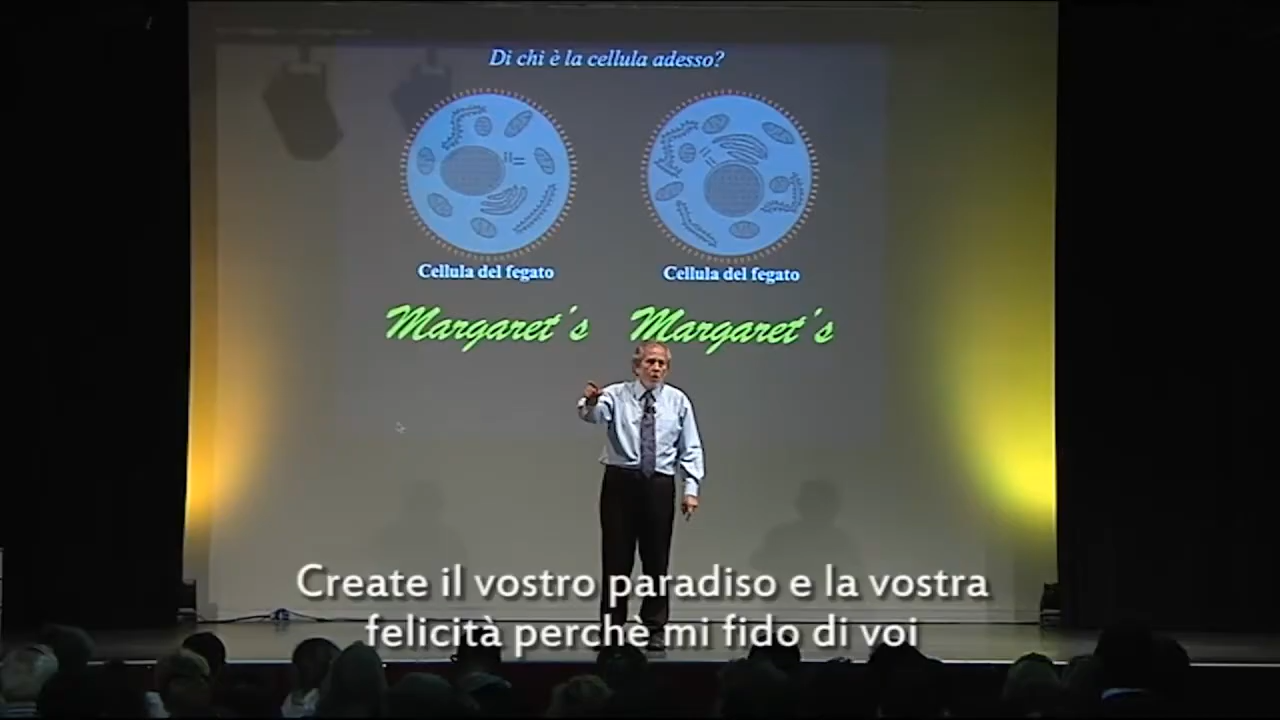 Di chi è la cellula adesso?
Cellula del fegato Cellula del fegato
Margaret's Margaret's
Create il vostro paradiso e la vostra
felicità perchè mi fido di voi